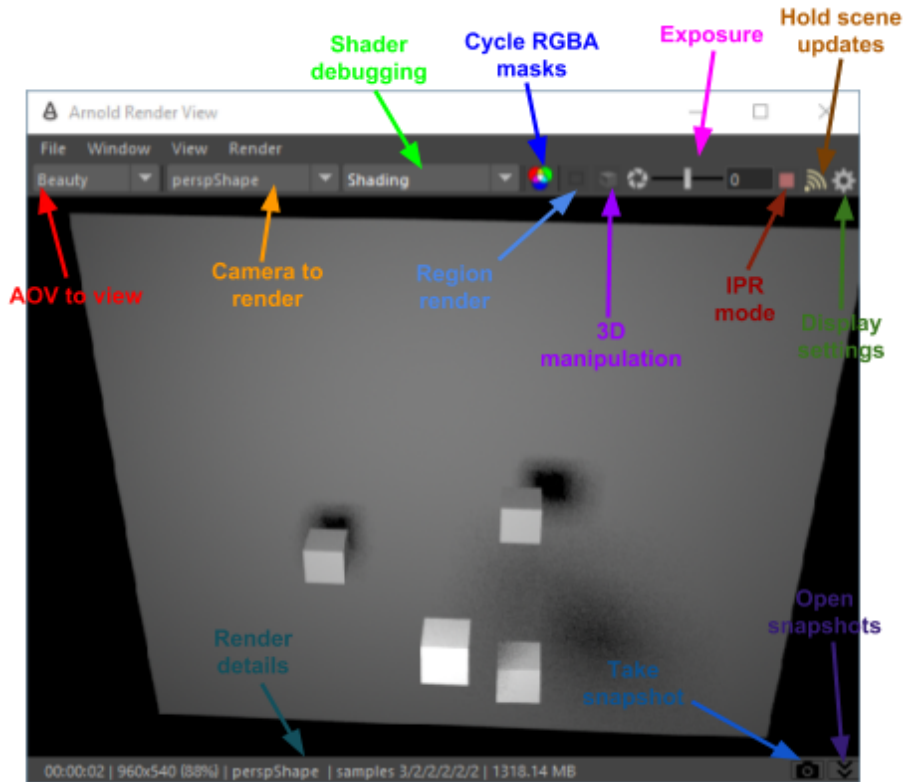 Hold scene
updates
Exposure
Cycle RGBA
masks
Shader
debugging
Arnold Render View
File Window View Render
Beauty perspShape Shading 0
AOV to view
Camera to
render
Region
render
3D
manipulation
IPR
mode
Display
settings
Render
details
Take
snapshot
Open
snapshots
00:00:02 | 960x540 (88%) | perspShape | samples 3/2/2/2/2/2 | 1318.14 MB